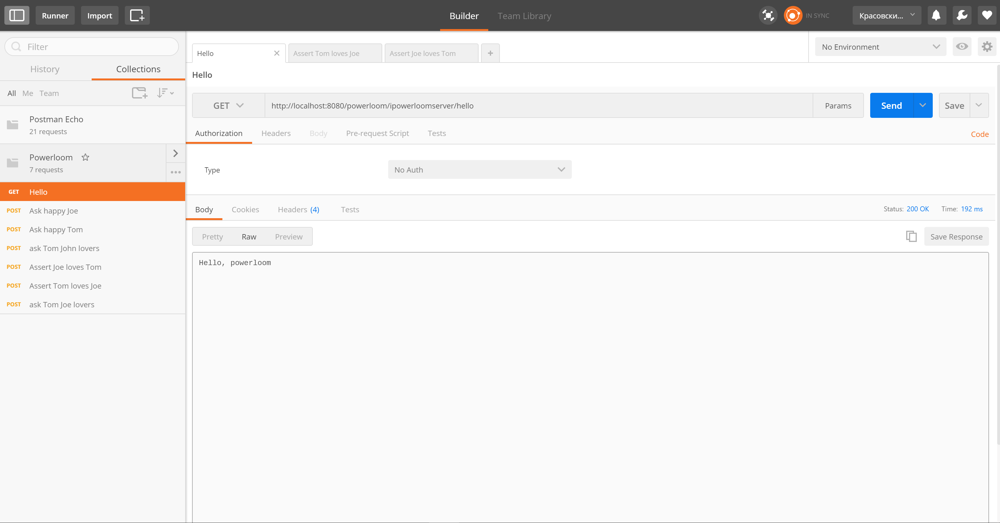 Runner
Import
Builder
Team Library
IN SYNC
Красовски...
Filter
History
Collections
All Me Team
Postman Echo
21 requests
Powerloom
7 requests
GET Hello
POST Ask happy Joe
POST Ask happy Tom
POST ask Tom John lovers
POST Assert Joe loves Tom
POST Assert Tom loves Joe
POST ask Tom Joe lovers
Hello
Assert Tom loves Joe
Assert Joe loves Tom
No Environment
Hello
GET
http://localhost:8080/powerloom/ipowerloomserver/hello
Params
Send
Save
Authorization
Headers
Body
Pre-request Script
Tests
Code
Type
No Auth
Body
Cookies
Headers (4)
Tests
Status: 200 OK
Time: 192 ms
Pretty
Raw
Preview
Save Response
Hello, powerloom